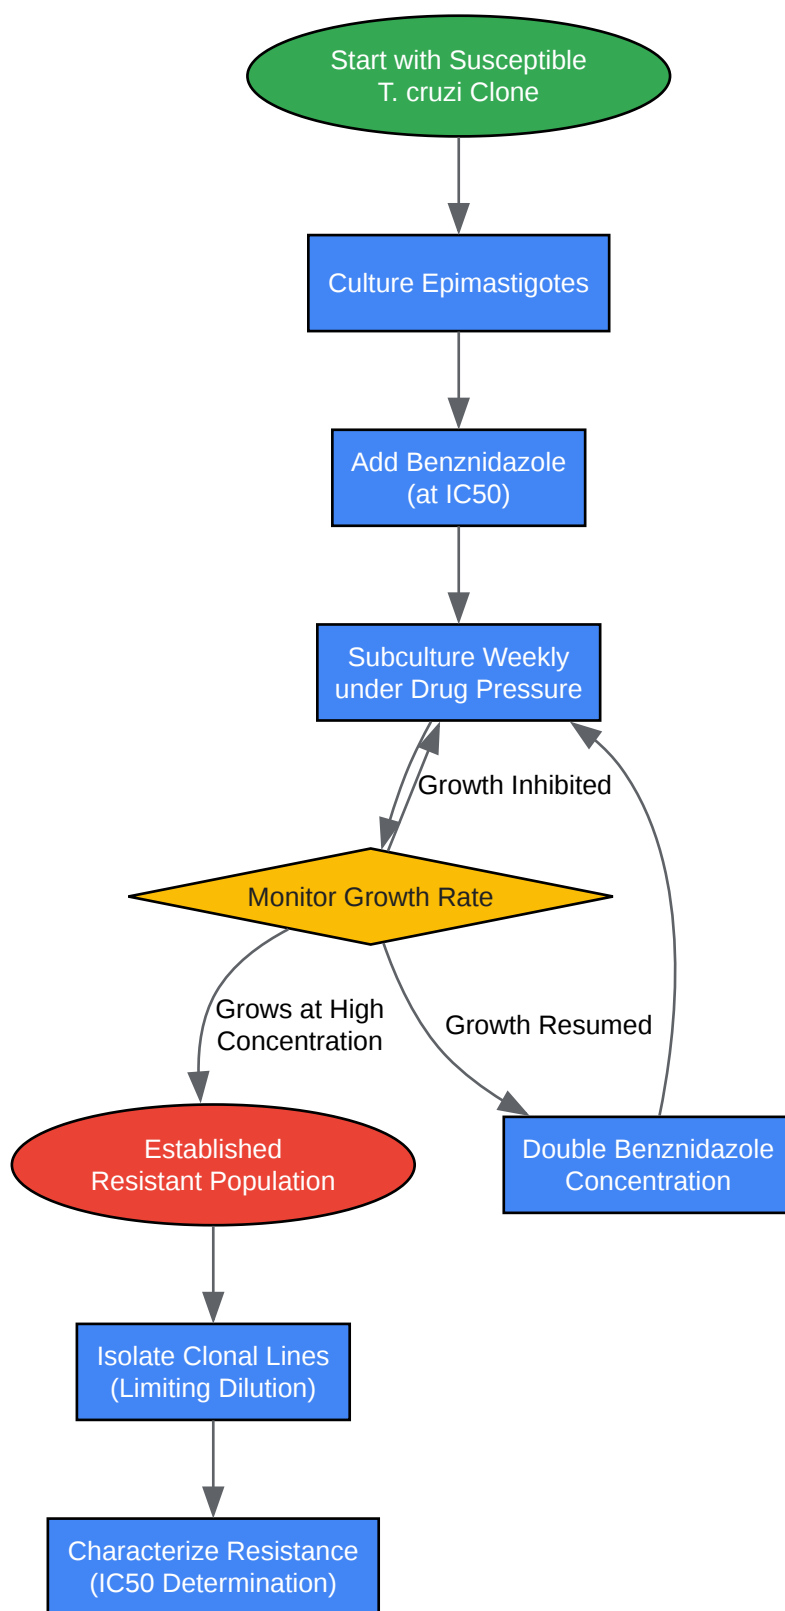 Start with Susceptible
T. cruzi Clone
Culture Epimastigotes
Add Benznidazole
(at IC50)
Subculture Weekly
under Drug Pressure
Growth Inhibited
Monitor Growth Rate
Grows at High
Concentration
Growth Resumed
Established
Resistant Population
Double Benznidazole
Concentration
Isolate Clonal Lines
(Limiting Dilution)
Characterize Resistance
(IC50 Determination)